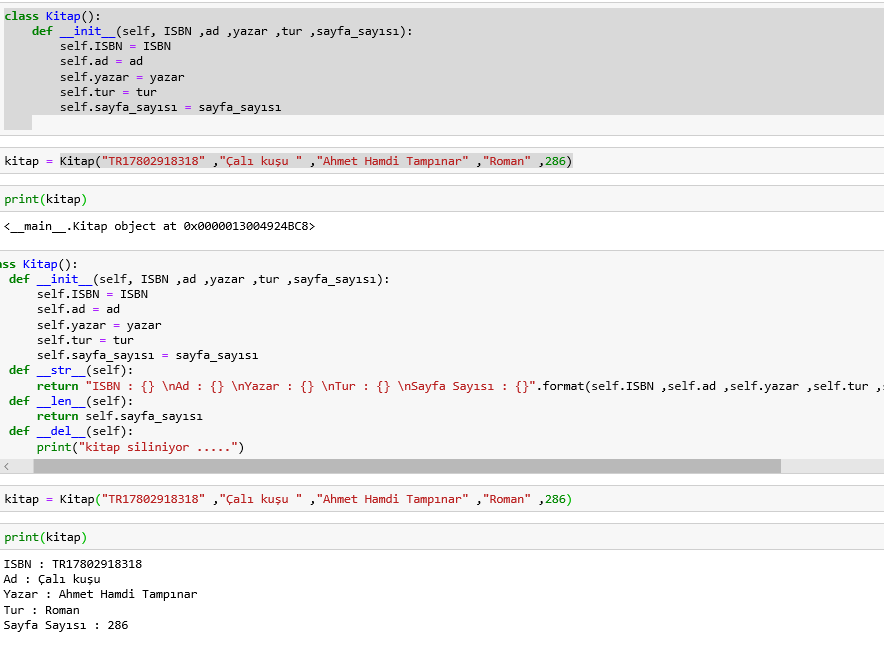 class Kitap():
    def __init__(self, ISBN ,ad ,yazar ,tur ,sayfa_sayısı):
        self.ISBN = ISBN
        self.ad = ad
        self.yazar = yazar
        self.tur = tur
        self.sayfa_sayısı = sayfa_sayısı
kitap = Kitap("TR17802918318" ,"Çalı kuşu " ,"Ahmet Hamdi Tampınar" ,"Roman" ,286)
print(kitap)
<__main__.Kitap object at 0x0000013004924BC8>
ass Kitap():
 def __init__(self, ISBN ,ad ,yazar ,tur ,sayfa_sayısı):
     self.ISBN = ISBN
     self.ad = ad
     self.yazar = yazar
     self.tur = tur
     self.sayfa_sayısı = sayfa_sayısı
 def __str__(self):
     return "ISBN : {} \nAd : {} \nYazar : {} \nTur : {} \nSayfa Sayısı : {}".format(self.ISBN ,self.ad ,self.yazar ,self.tur ,s
 def __len__(self):
     return self.sayfa_sayısı
 def __del__(self):
     print("kitap siliniyor .....")
kitap = Kitap("TR17802918318" ,"Çalı kuşu " ,"Ahmet Hamdi Tampınar" ,"Roman" ,286)
print(kitap)
ISBN : TR17802918318
Ad : Çalı kuşu
Yazar : Ahmet Hamdi Tampınar
Tur : Roman
Sayfa Sayısı : 286